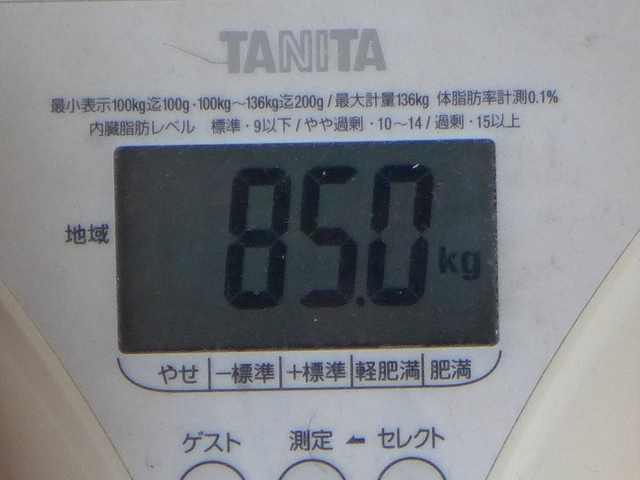 TANITA
最小表示100kg迄100g・100kg～136kg迄200g / 最大計量136kg 体脂肪率計測0.1%
内臓脂肪レベル 標準・9以下 / やや過剰・10～14 / 過剰・15以上
地域
85.0 kg
やせ －標準 ＋標準 軽肥満 肥満
ゲスト 測定 セレクト